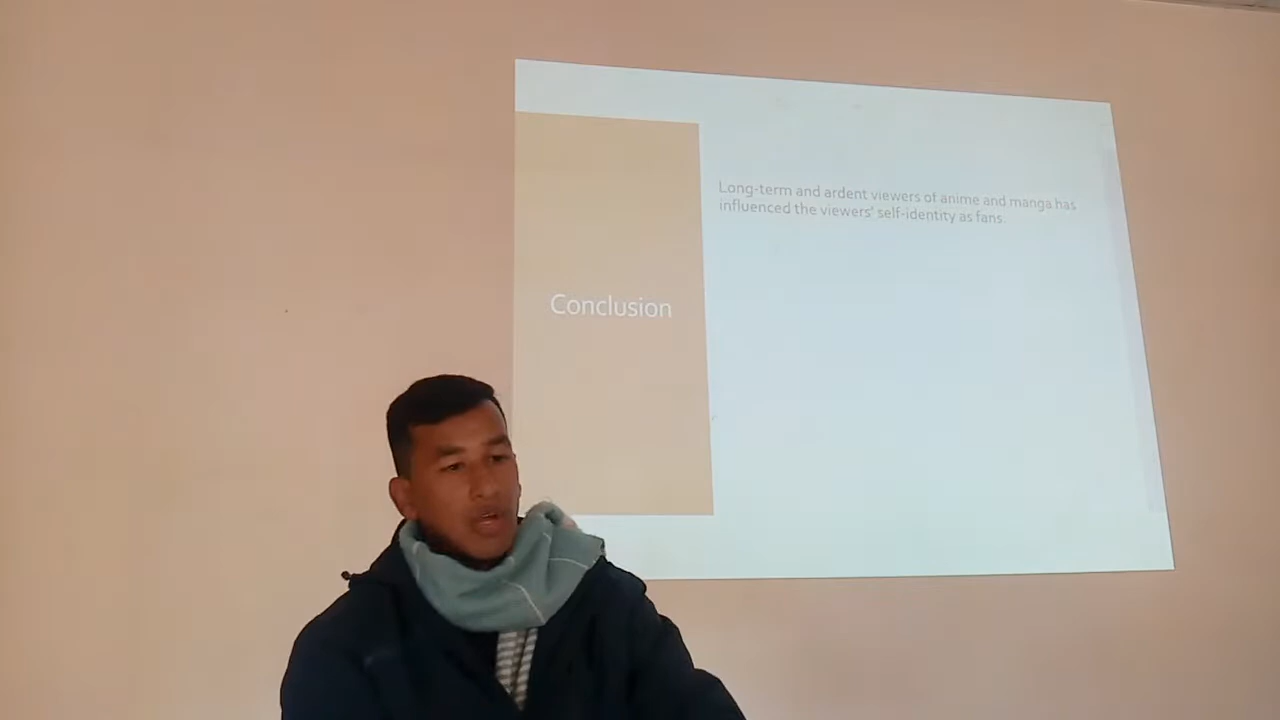 Long-term and ardent viewers of anime and manga has
influenced the viewers' self-identity as fans.
Conclusion